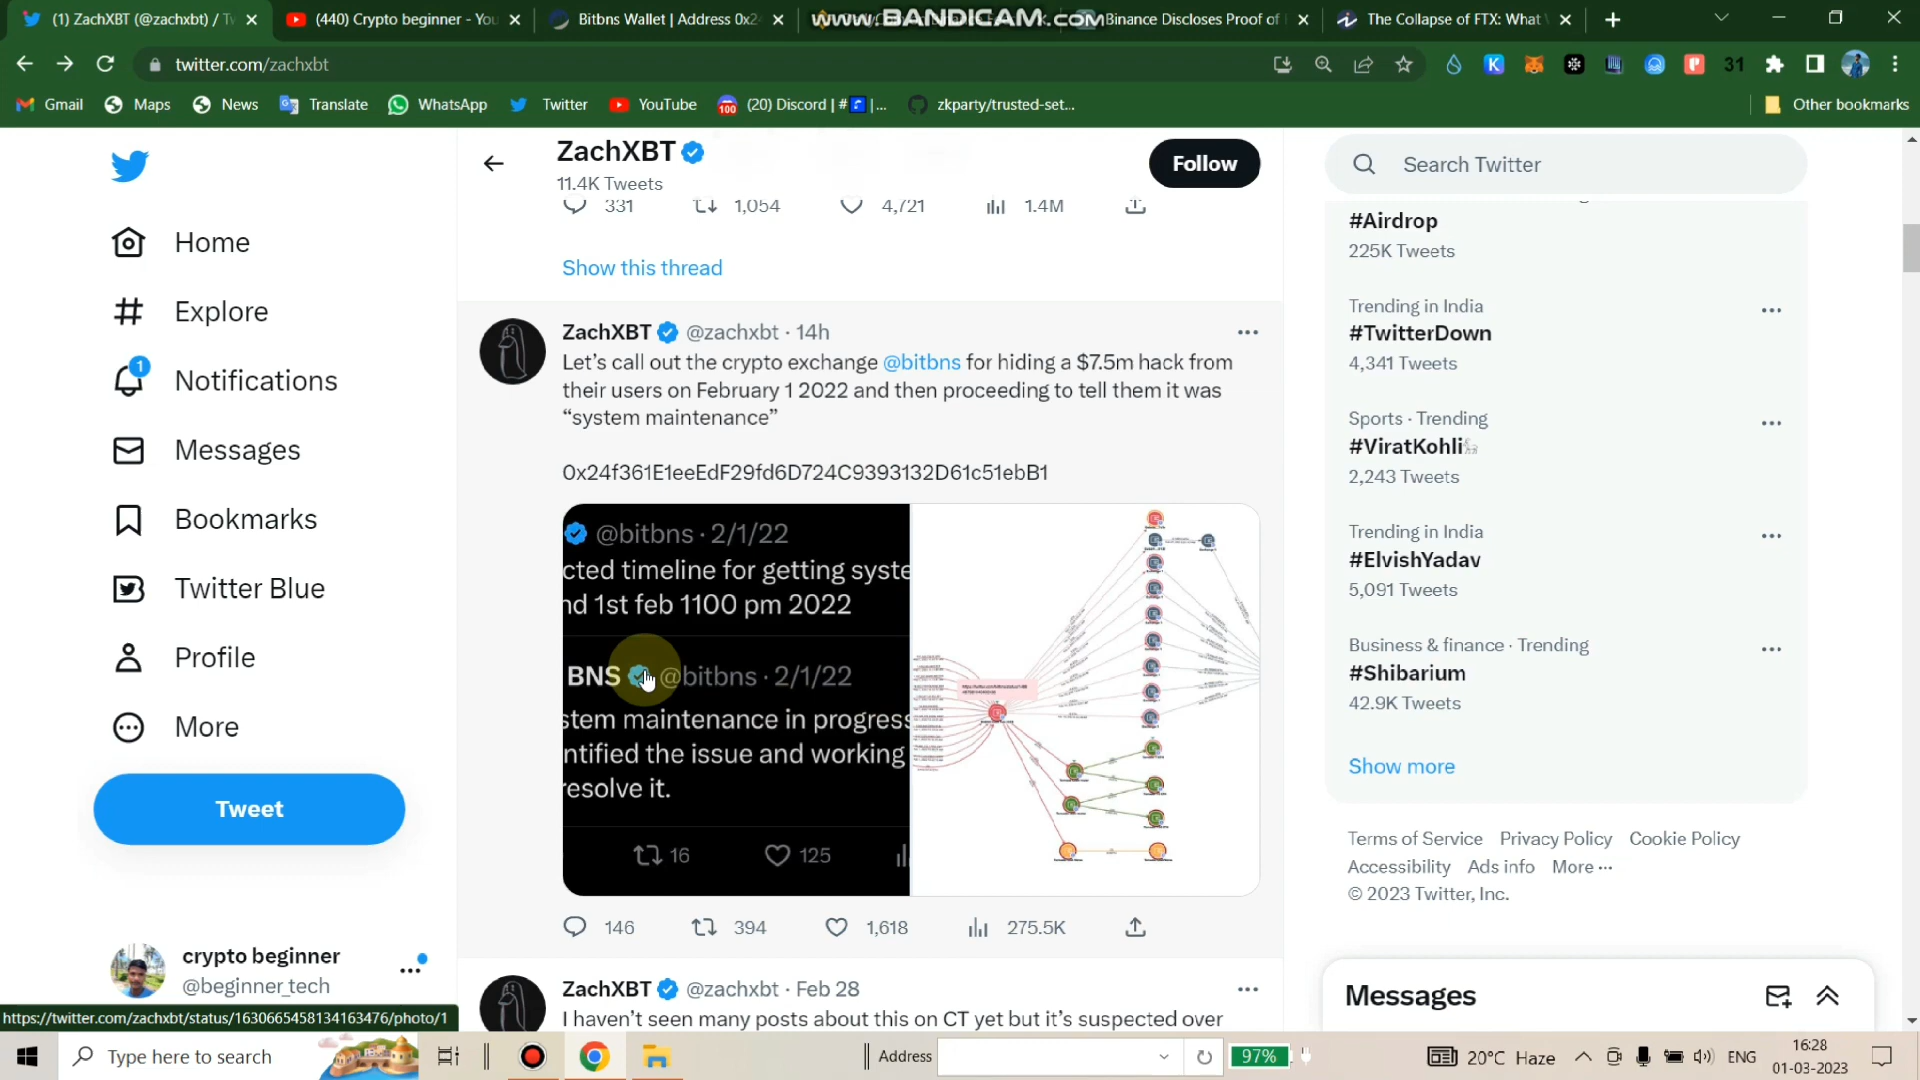 (1) ZachXBT (@zachxbt) / Tw
(440) Crypto beginner - You
Bitbns Wallet | Address 0x24
WWW.BANDICAM.COM
Binance Discloses Proof of
The Collapse of FTX: What
twitter.com/zachxbt
31
Gmail
Maps
News
Translate
WhatsApp
Twitter
YouTube
100
(20) Discord | # | ...
zkparty/trusted-set...
Other bookmarks
Home
Explore
1
Notifications
Messages
Bookmarks
Twitter Blue
Profile
More
Tweet
crypto beginner
@beginner_tech
ZachXBT
11.4K Tweets
Follow
331 1,054 4,721 1.4M
Show this thread
ZachXBT @zachxbt · 14h
Let's call out the crypto exchange @bitbns for hiding a $7.5m hack from
their users on February 1 2022 and then proceeding to tell them it was
"system maintenance"
0x24f361E1eeEdF29fd6D724C9393132D61c51ebB1
@bitbns · 2/1/22
cted timeline for getting syste
nd 1st feb 1100 pm 2022
BNS @bitbns · 2/1/22
stem maintenance in progress
ntified the issue and working
resolve it.
16 125
146 394 1,618 275.5K
ZachXBT @zachxbt · Feb 28
I haven't seen many posts about this on CT yet but it's suspected over
Search Twitter
#Airdrop
225K Tweets
Trending in India
#TwitterDown
4,341 Tweets
Sports · Trending
#ViratKohli
2,243 Tweets
Trending in India
#ElvishYadav
5,091 Tweets
Business & finance · Trending
#Shibarium
42.9K Tweets
Show more
Terms of Service Privacy Policy Cookie Policy
Accessibility Ads info More ···
© 2023 Twitter, Inc.
Messages
https://twitter.com/zachxbt/status/1630665458134163476/photo/1
Type here to search
Address
97%
20°C Haze
ENG
16:28
01-03-2023